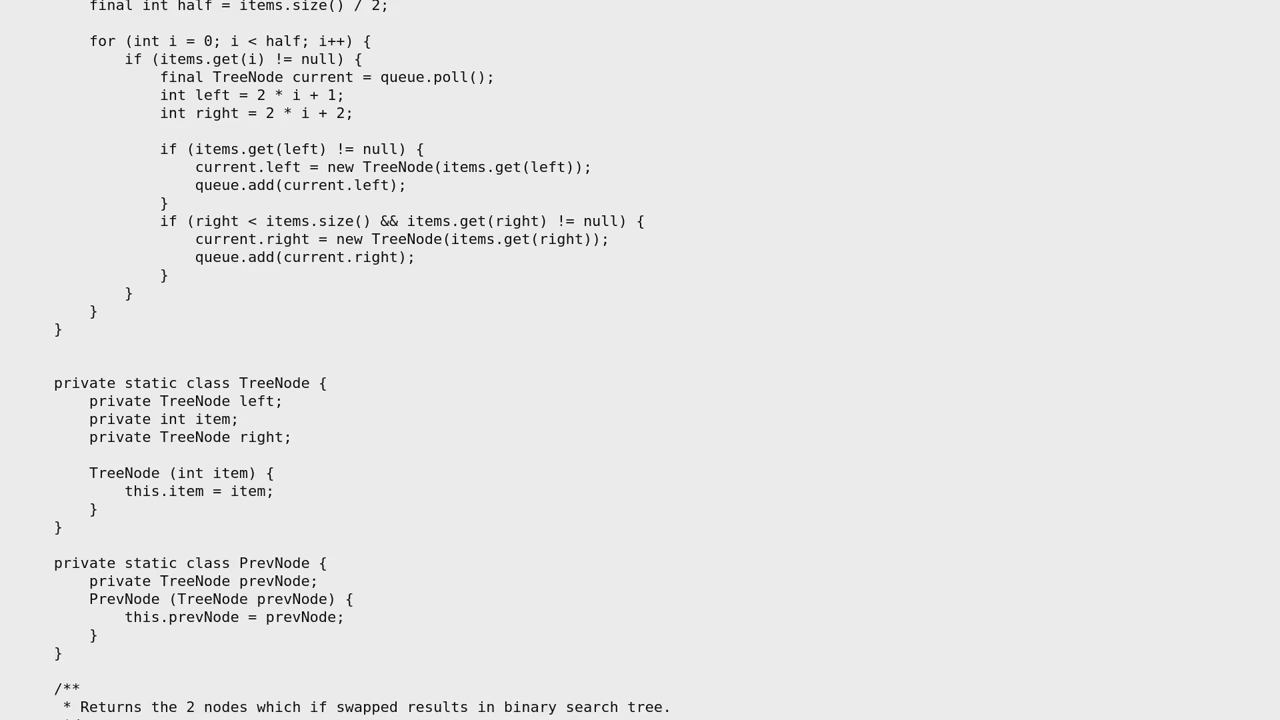 final int half = items.size() / 2;
for (int i = 0; i < half; i++) {
if (items.get(i) != null) {
final TreeNode current = queue.poll();
int left = 2 * i + 1;
int right = 2 * i + 2;
if (items.get(left) != null) {
current.left = new TreeNode(items.get(left));
queue.add(current.left);
}
if (right < items.size() && items.get(right) != null) {
current.right = new TreeNode(items.get(right));
queue.add(current.right);
}
}
}
}
private static class TreeNode {
private TreeNode left;
private int item;
private TreeNode right;
TreeNode (int item) {
this.item = item;
}
}
private static class PrevNode {
private TreeNode prevNode;
PrevNode (TreeNode prevNode) {
this.prevNode = prevNode;
}
}
/**
* Returns the 2 nodes which if swapped results in binary search tree.